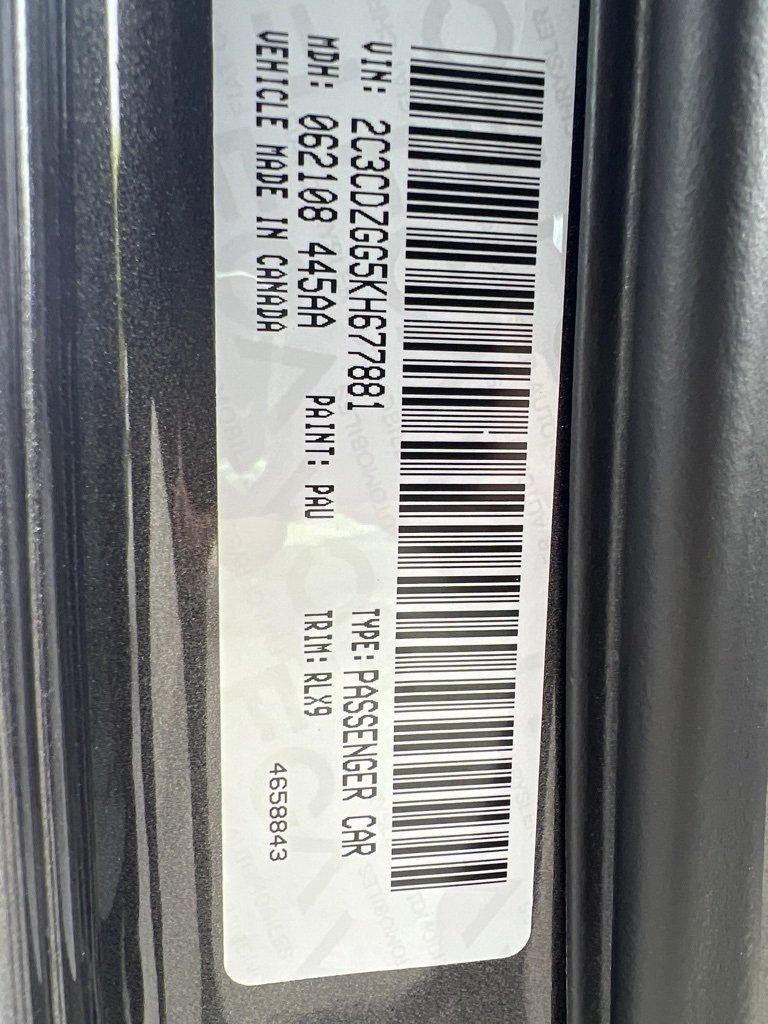 VIN: 2C3CDZGG5KH677881 TYPE: PASSENGER CAR
MDH: 062108 445AA PAINT: PAU TRIM: RLX9
VEHICLE MADE IN CANADA
4658843